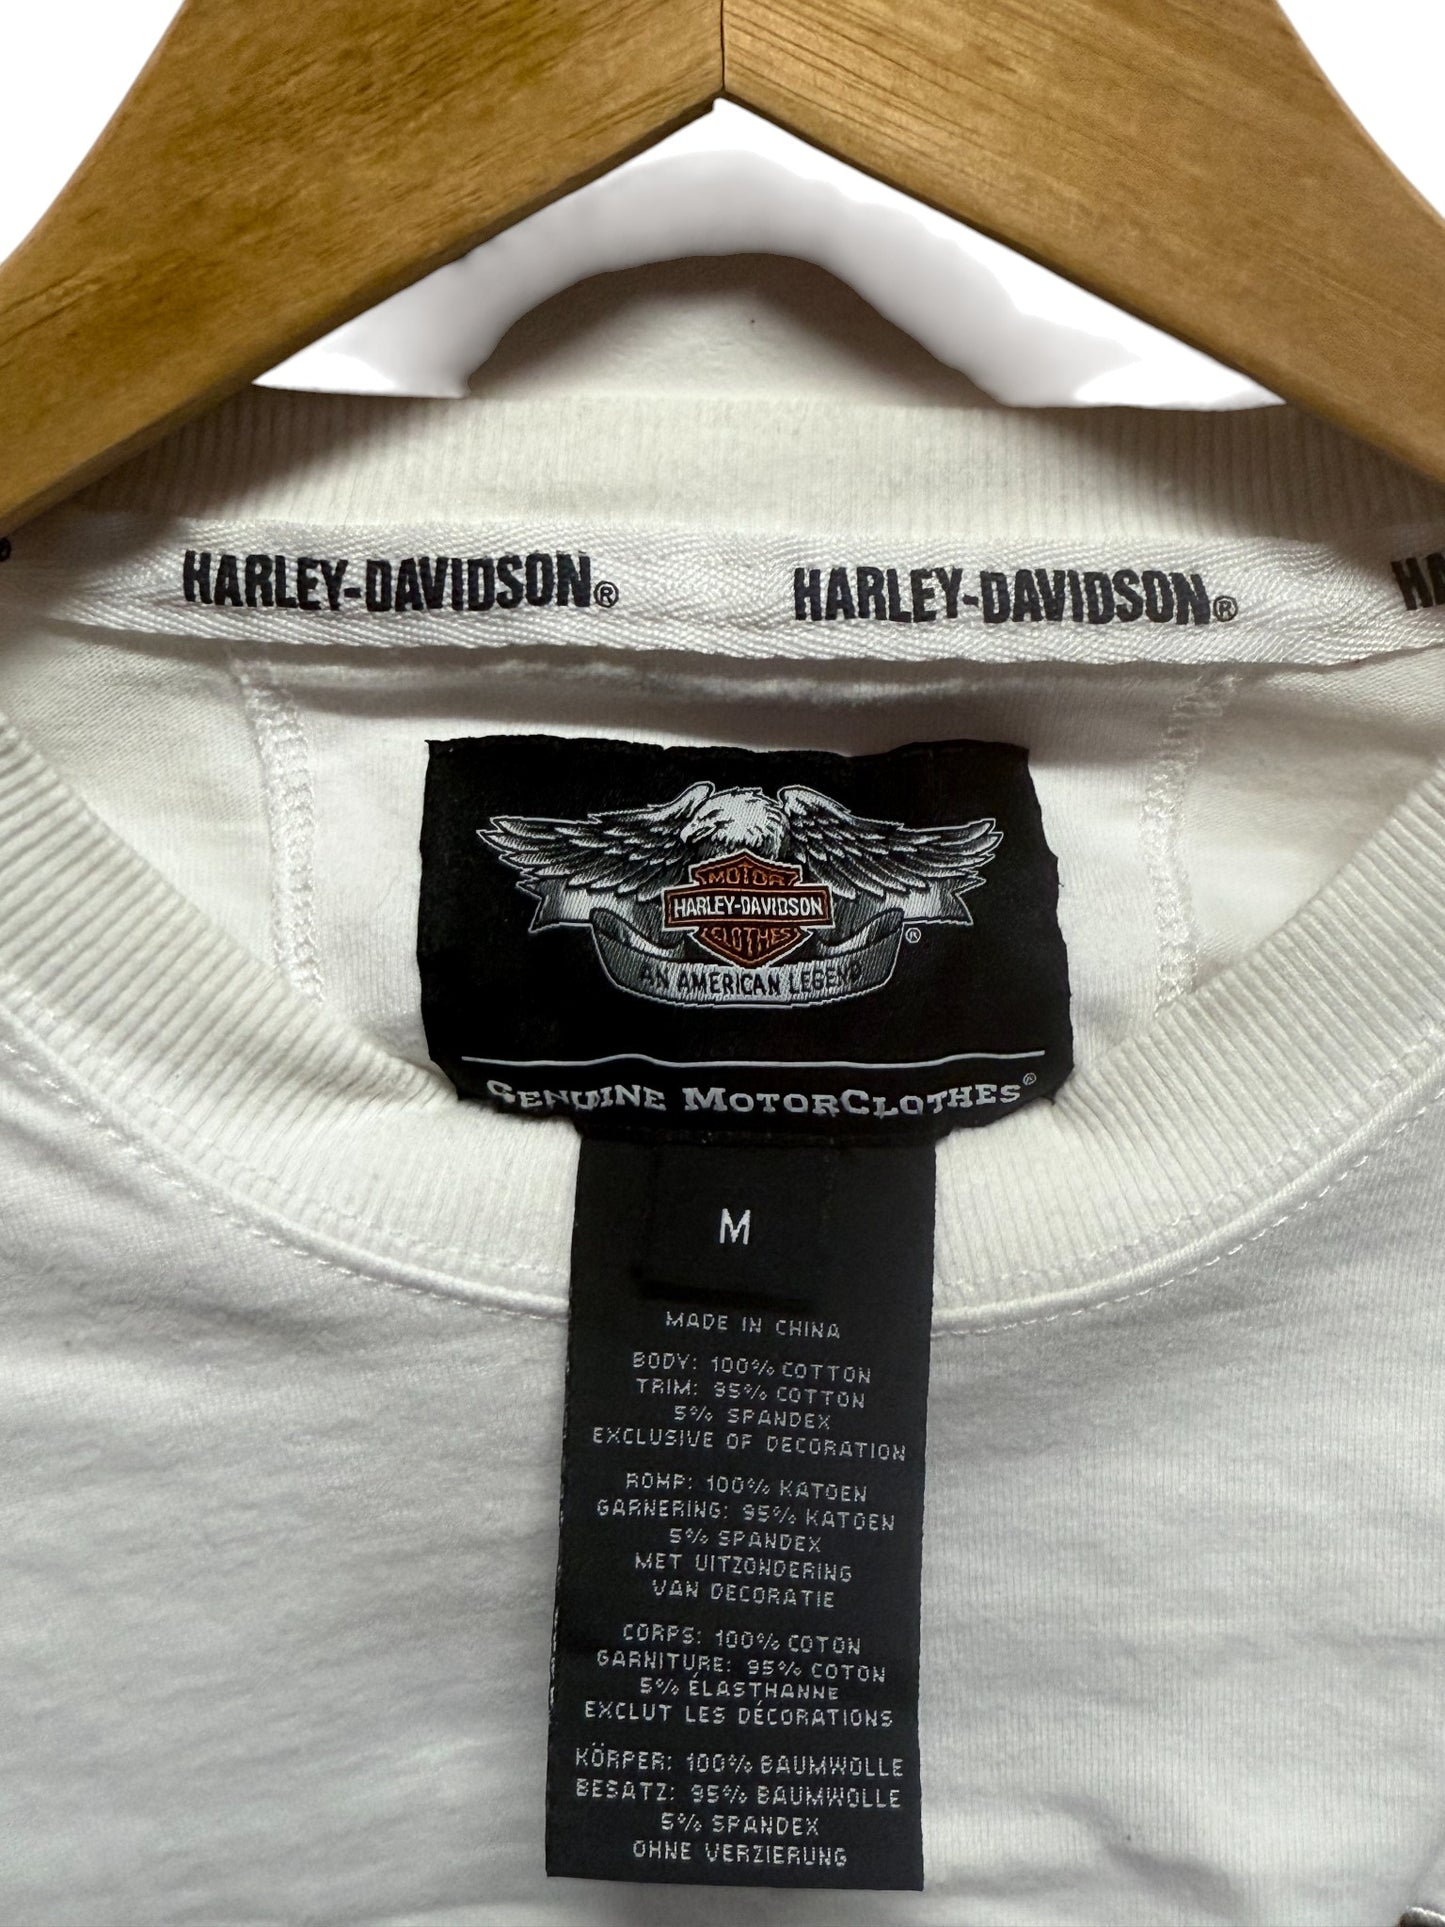 HARLEY-DAVIDSON® HARLEY-DAVIDSON® HA
MOTOR
HARLEY-DAVIDSON
CLOTHES
®
AN AMERICAN LEGEND
GENUINE MOTORCLOTHES®
M
MADE IN CHINA
BODY: 100% COTTON
TRIM: 95% COTTON
5% SPANDEX
EXCLUSIVE OF DECORATION
ROMP: 100% KATOEN
GARNERING: 95% KATOEN
5% SPANDEX
MET UITZONDERING
VAN DECORATIE
CORPS: 100% COTON
GARNITURE: 95% COTON
5% ÉLASTHANNE
EXCLUT LES DÉCORATIONS
KÖRPER: 100% BAUMWOLLE
BESATZ: 95% BAUMWOLLE
5% SPANDEX
OHNE VERZIERUNG